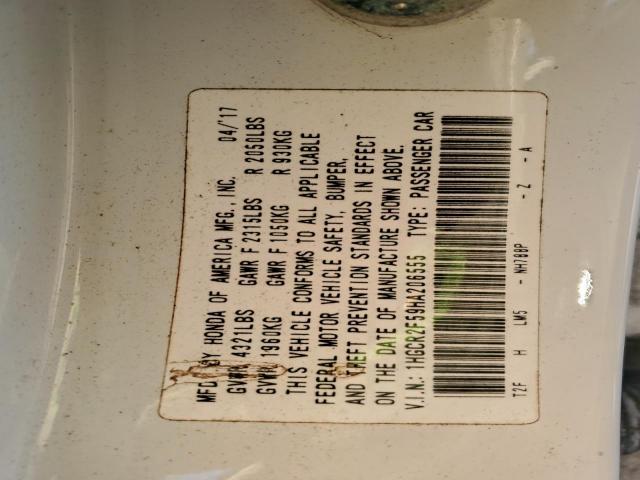 MFD. BY HONDA OF AMERICA MFG., INC. 04/'17
GVWR 4321LBS GAWR F 2315LBS R 2050LBS
GVWR 1960KG GAWR F 1050KG R 930KG
THIS VEHICLE CONFORMS TO ALL APPLICABLE
FEDERAL MOTOR VEHICLE SAFETY, BUMPER,
AND THEFT PREVENTION STANDARDS IN EFFECT
ON THE DATE OF MANUFACTURE SHOWN ABOVE.
V.I.N.: 1HGCR2F59HA206555 TYPE: PASSENGER CAR
T2F H LM5 - NH788P - Z - A